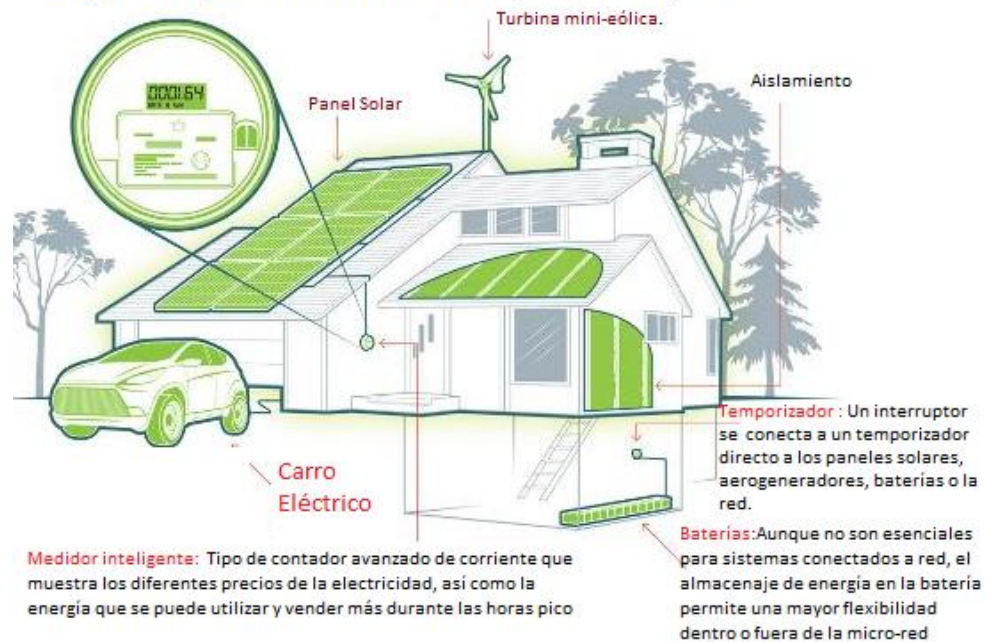 Turbina mini-eólica.
Panel Solar
Aislamiento
000164
Carro
Eléctrico
Temporizador : Un interruptor
se conecta a un temporizador
directo a los paneles solares,
aerogeneradores, baterías o la
red.
Medidor inteligente: Tipo de contador avanzado de corriente que
muestra los diferentes precios de la electricidad, así como la
energía que se puede utilizar y vender más durante las horas pico
Baterías:Aunque no son esenciales
para sistemas conectados a red, el
almacenaje de energía en la batería
permite una mayor flexibilidad
dentro o fuera de la micro-red